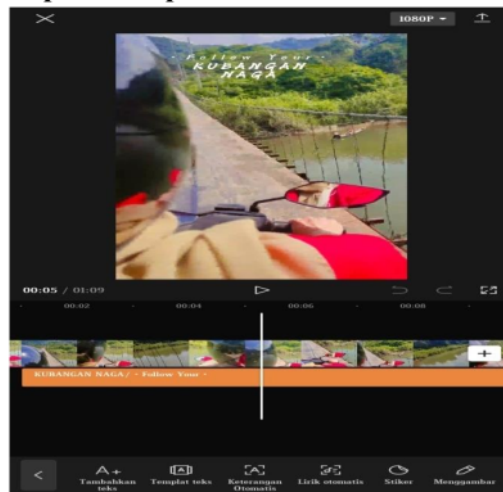 1080P
- Follow Your -
KUBANGAN
NAGA
00:05 / 01:09
00:02 00:04 00:06 00:08
KUBANGAN NAGA / - Follow Your -
A+
Tambahkan teks
Templat teks
Keterangan Otomatis
Lirik otomatis
Stiker
Menggambar